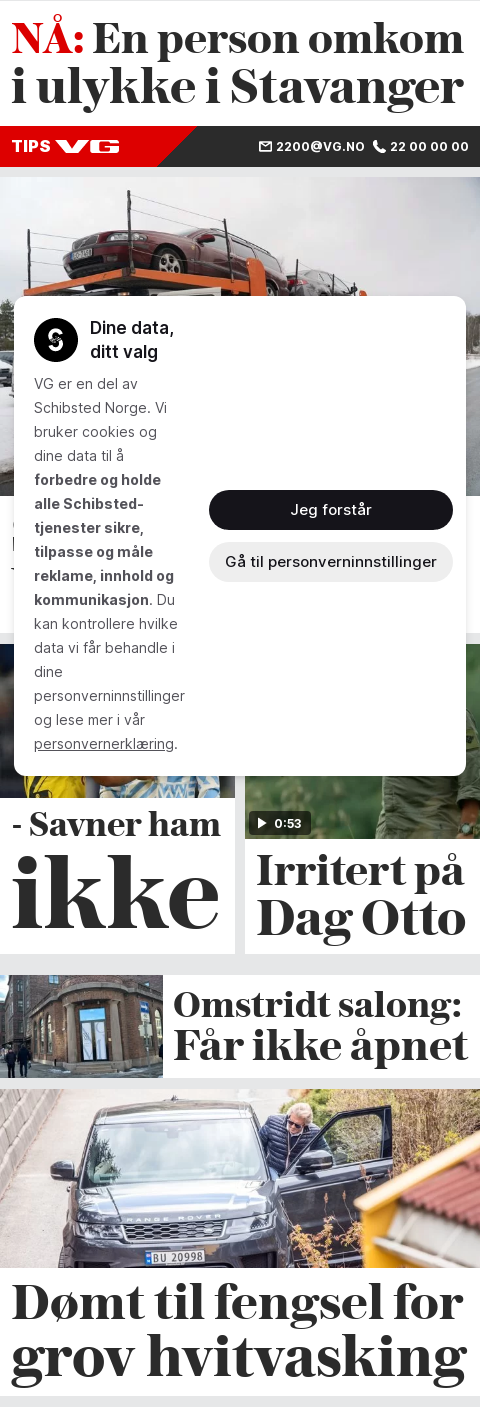 NÅ: En person omkom
i ulykke i Stavanger
TIPS VG
2200@VG.NO 22 00 00 00
Dine data,
ditt valg
VG er en del av
Schibsted Norge. Vi
bruker cookies og
dine data til å
forbedre og holde
alle Schibsted-
tjenester sikre,
tilpasse og måle
reklame, innhold og
kommunikasjon. Du
kan kontrollere hvilke
data vi får behandle i
dine
personverninnstillinger
og lese mer i vår
personvernerklæring.
Jeg forstår
Gå til personverninnstillinger
- Savner ham
ikke
0:53
Irritert på
Dag Otto
Omstridt salong:
Får ikke åpnet
RANGE ROVER
BU 20998
Dømt til fengsel for
grov hvitvasking